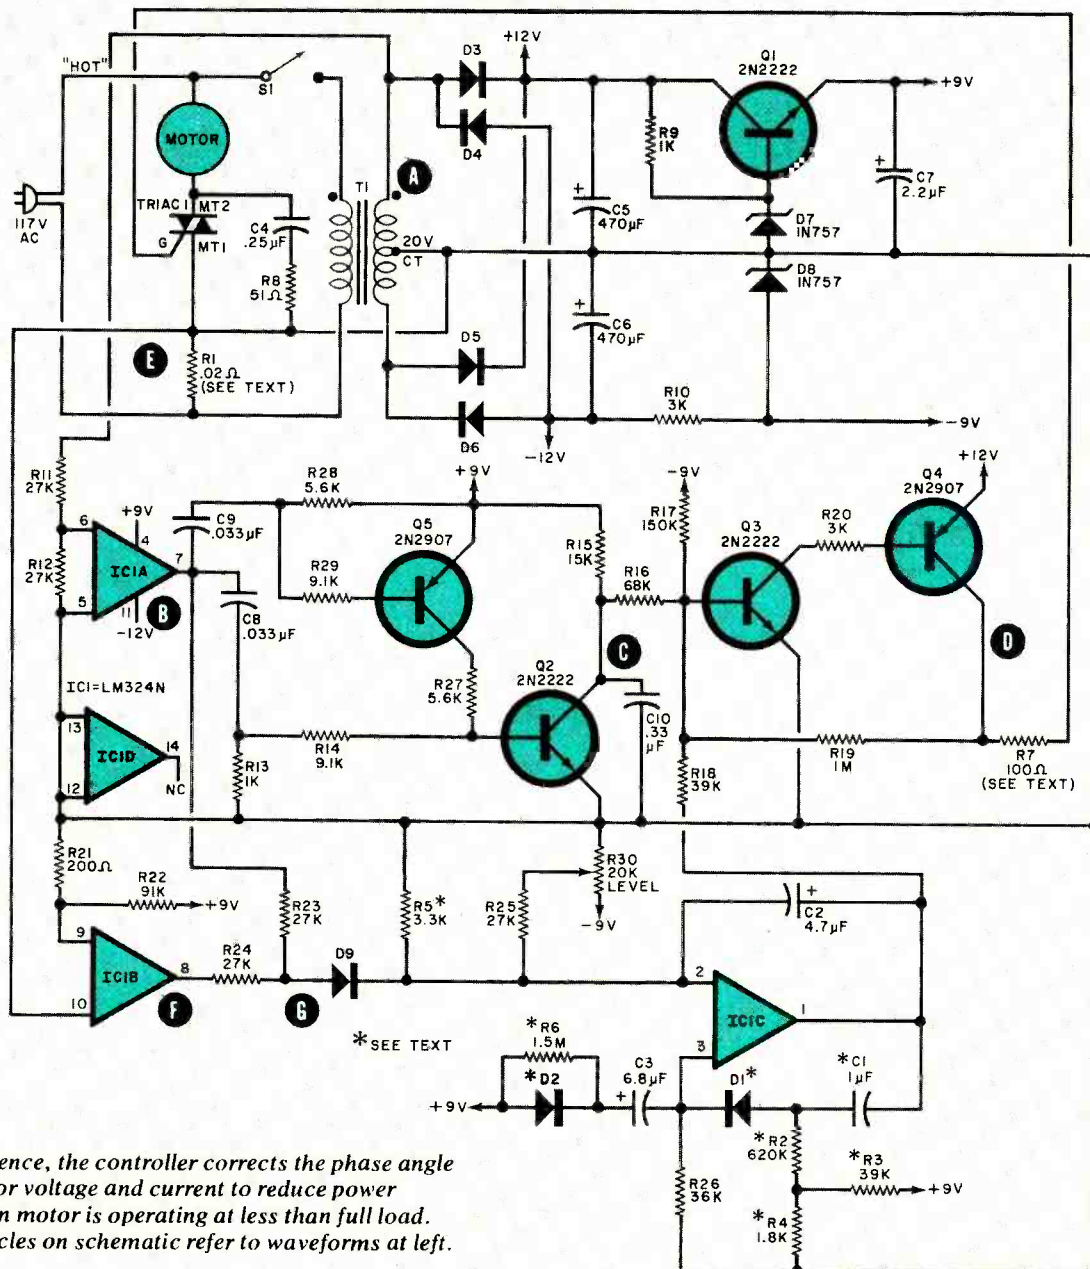 "HOT"
S1
MOTOR
117V
AC
TRIAC 1
MT2
G
MT1
C4
.25μF
R8
51Ω
T1
A
20V
CT
D3
D4
+12V
R9
1K
Q1
2N2222
+9V
C5
470μF
D7
1N757
C7
2.2μF
D8
1N757
C6
470μF
D5
D6
-12V
R10
3K
-9V
E
R1
.02Ω
(SEE TEXT)
R11
27K
R12
27K
6
+9V
4
IC1A
7
5
11
-12V
B
C9
.033μF
R28
5.6K
+9V
Q5
2N2907
R29
9.1K
C8
.033μF
R27
5.6K
R15
15K
R16
68K
-9V
R17
150K
Q3
2N2222
R20
3K
Q4
2N2907
+12V
C
D
Q2
2N2222
C10
.33
μF
IC1=LM324N
13
IC1D
14
NC
12
R14
9.1K
R13
1K
R18
39K
R19
1M
R7
100Ω
(SEE TEXT)
R21
200Ω
R22
91K
+9V
R23
27K
R5*
3.3K
R25
27K
R30
20K
LEVEL
-9V
C2
+
4.7μF
9
IC1B
8
10
R24
27K
D9
F
G
*SEE TEXT
2
IC1C
1
3
*R6
1.5M
*D2
C3
6.8μF
+
+9V
D1*
*C1
1μF
*R2
620K
*R3
39K
+9V
R26
36K
*R4
1.8K
ence, the controller corrects the phase angle
or voltage and current to reduce power
n motor is operating at less than full load.
cles on schematic refer to waveforms at left.